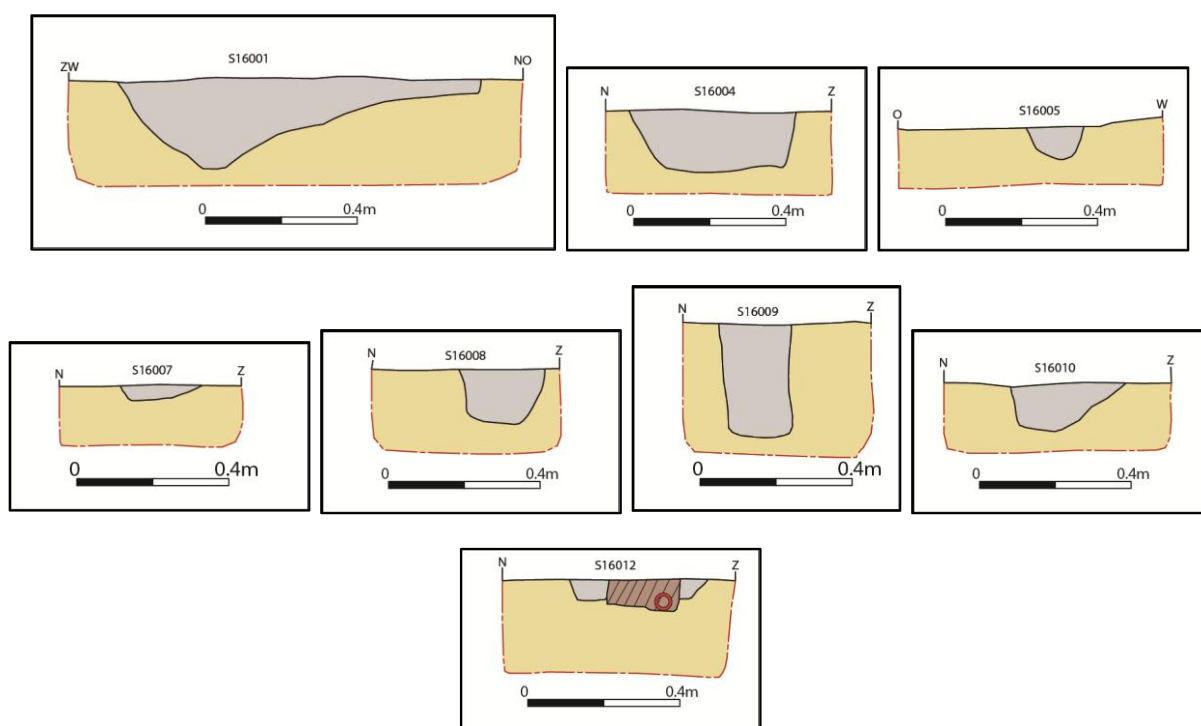 S16001
ZW NO
0 0.4m
S16004
N Z
0 0.4m
S16005
O W
0 0.4m
S16007
N Z
0 0.4m
S16008
N Z
0 0.4m
S16009
N Z
0 0.4m
S16010
N Z
0 0.4m
S16012
N Z
0 0.4m